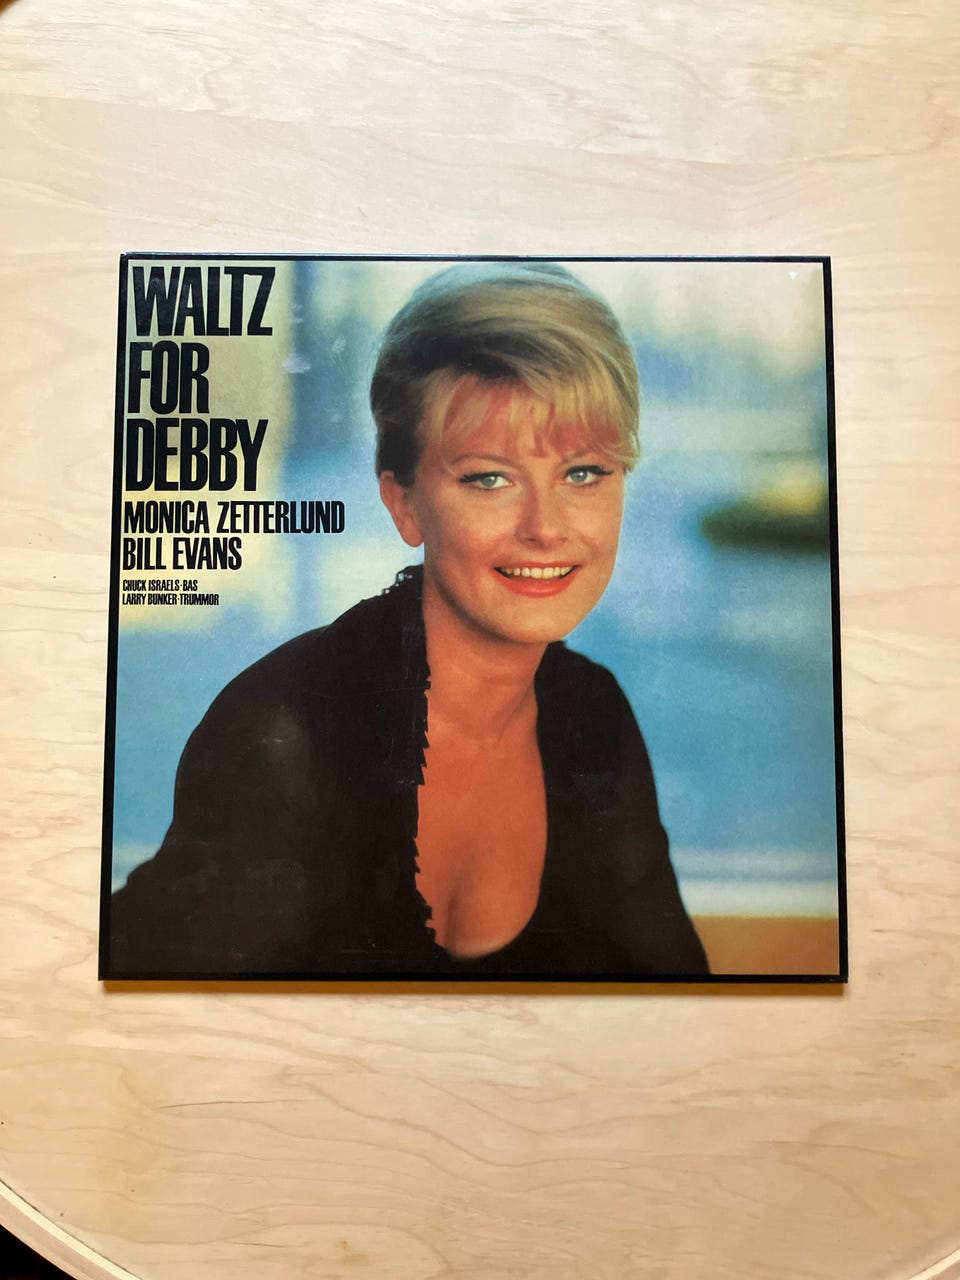 WALTZ
FOR
DEBBY
MONICA ZETTERLUND
BILL EVANS
CHUCK ISRAELS-BAS
LARRY BUNKER-TRUMMOR